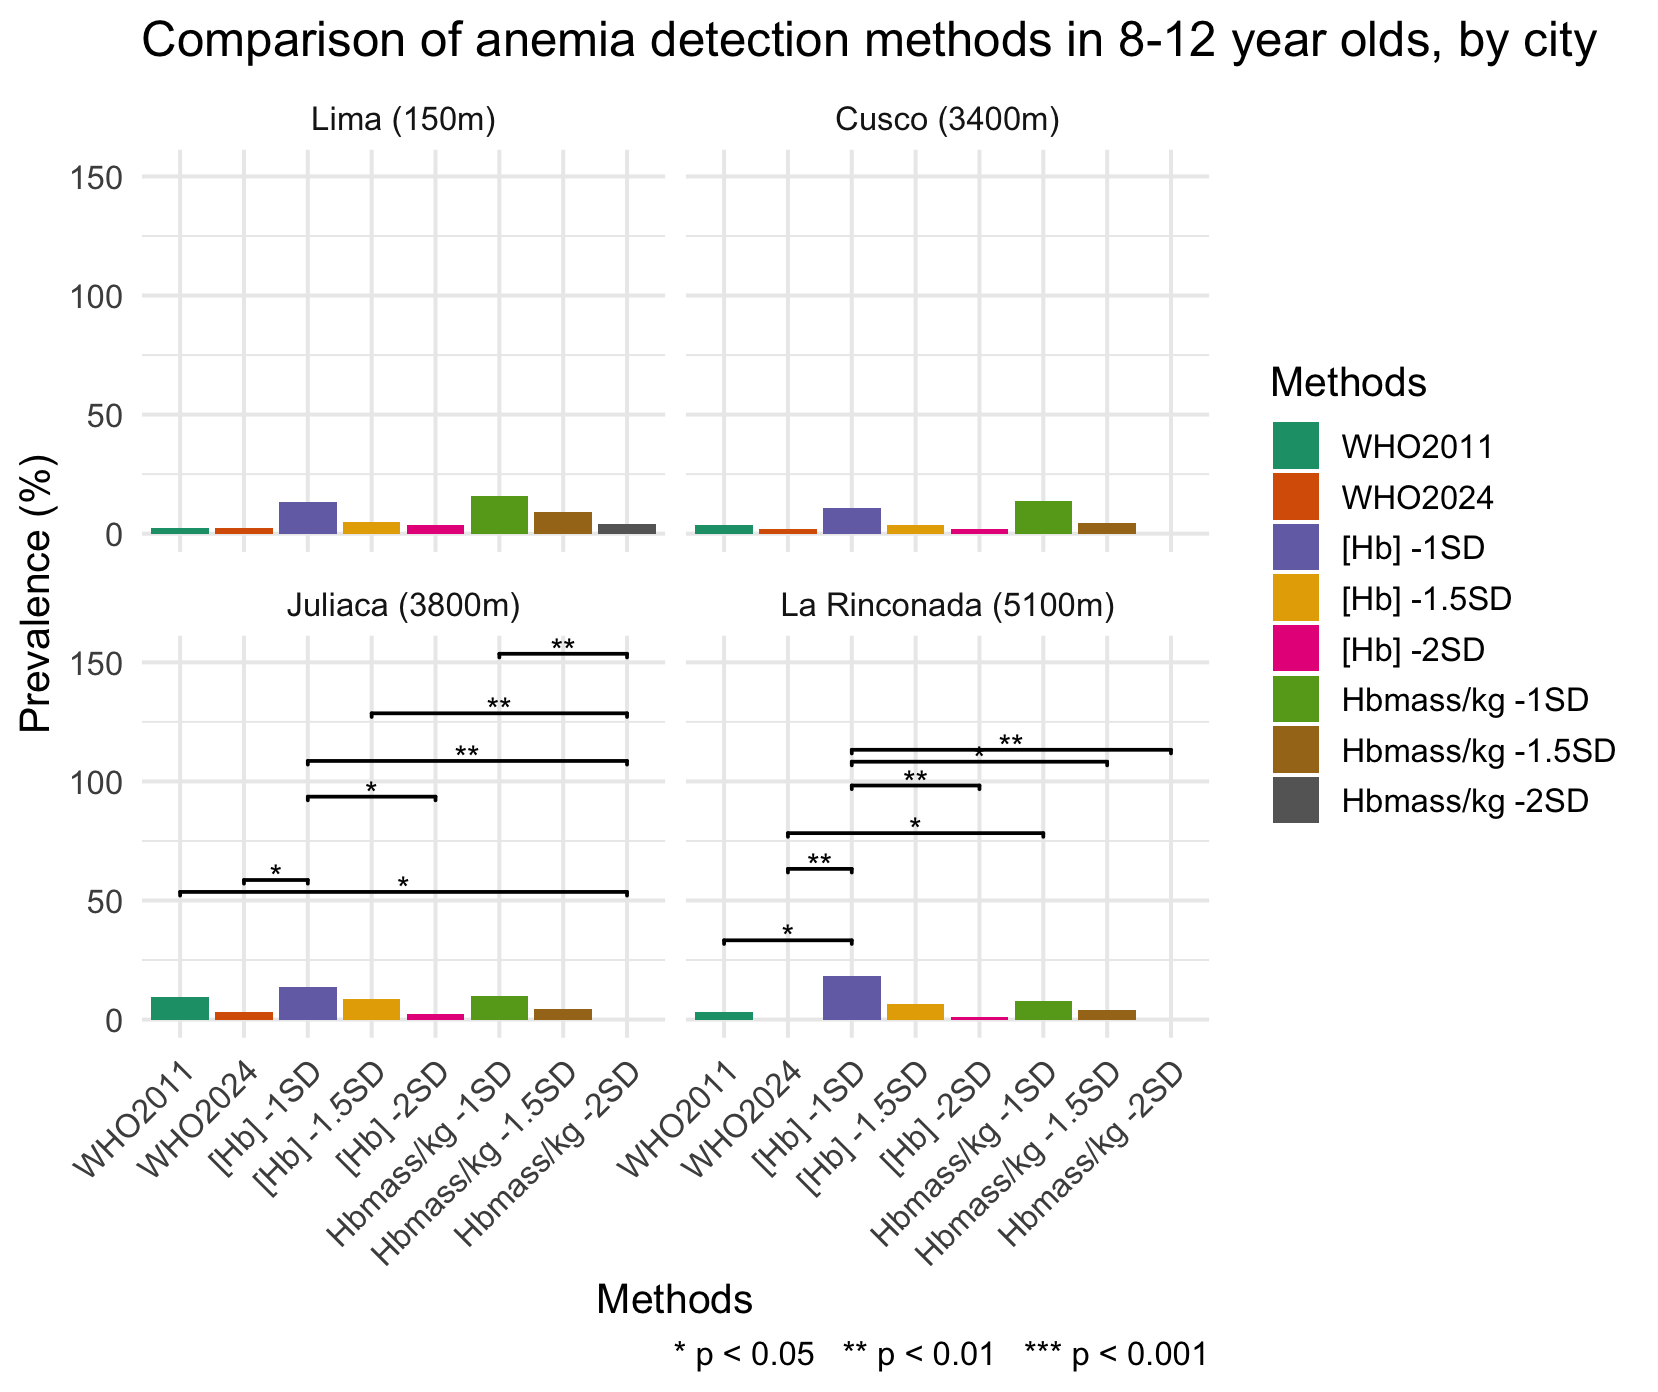 Comparison of anemia detection methods in 8-12 year olds, by city
Lima (150m)
Cusco (3400m)
150
100
50
0
Juliaca (3800m)
La Rinconada (5100m)
150
100
50
0
**
**
**
*
*
*
**
*
**
*
**
*
Prevalence (%)
WHO2011
WHO2024
[Hb] -1SD
[Hb] -1.5SD
[Hb] -2SD
Hbmass/kg -1SD
Hbmass/kg -1.5SD
Hbmass/kg -2SD
WHO2011
WHO2024
[Hb] -1SD
[Hb] -1.5SD
[Hb] -2SD
Hbmass/kg -1SD
Hbmass/kg -1.5SD
Hbmass/kg -2SD
Methods
* p < 0.05 ** p < 0.01 *** p < 0.001
Methods
WHO2011
WHO2024
[Hb] -1SD
[Hb] -1.5SD
[Hb] -2SD
Hbmass/kg -1SD
Hbmass/kg -1.5SD
Hbmass/kg -2SD